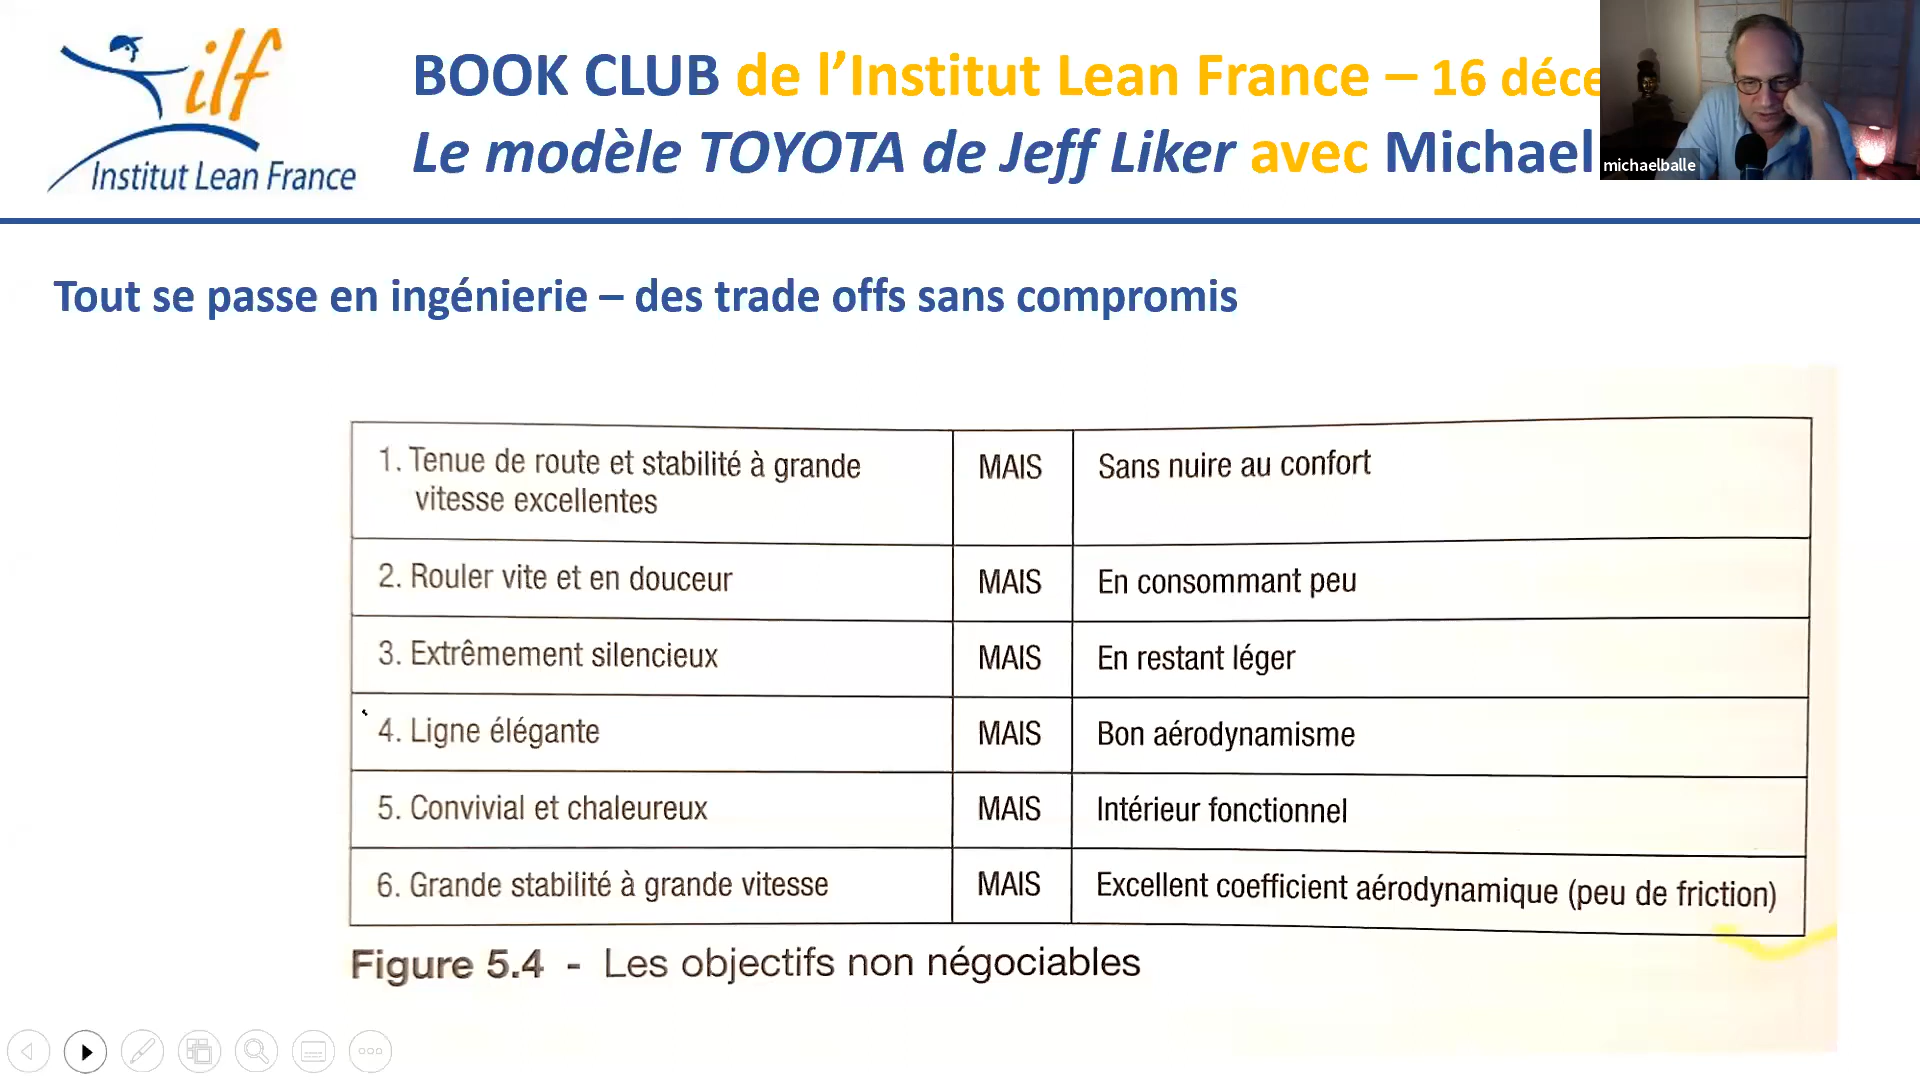 ilf
Institut Lean France
BOOK CLUB de l’Institut Lean France – 16 déce
Le modèle TOYOTA de Jeff Liker avec Michael
michaelballe
Tout se passe en ingénierie – des trade offs sans compromis
1. Tenue de route et stabilité à grande vitesse excellentes MAIS Sans nuire au confort
2. Rouler vite et en douceur MAIS En consommant peu
3. Extrêmement silencieux MAIS En restant léger
4. Ligne élégante MAIS Bon aérodynamisme
5. Convivial et chaleureux MAIS Intérieur fonctionnel
6. Grande stabilité à grande vitesse MAIS Excellent coefficient aérodynamique (peu de friction)
Figure 5.4 - Les objectifs non négociables